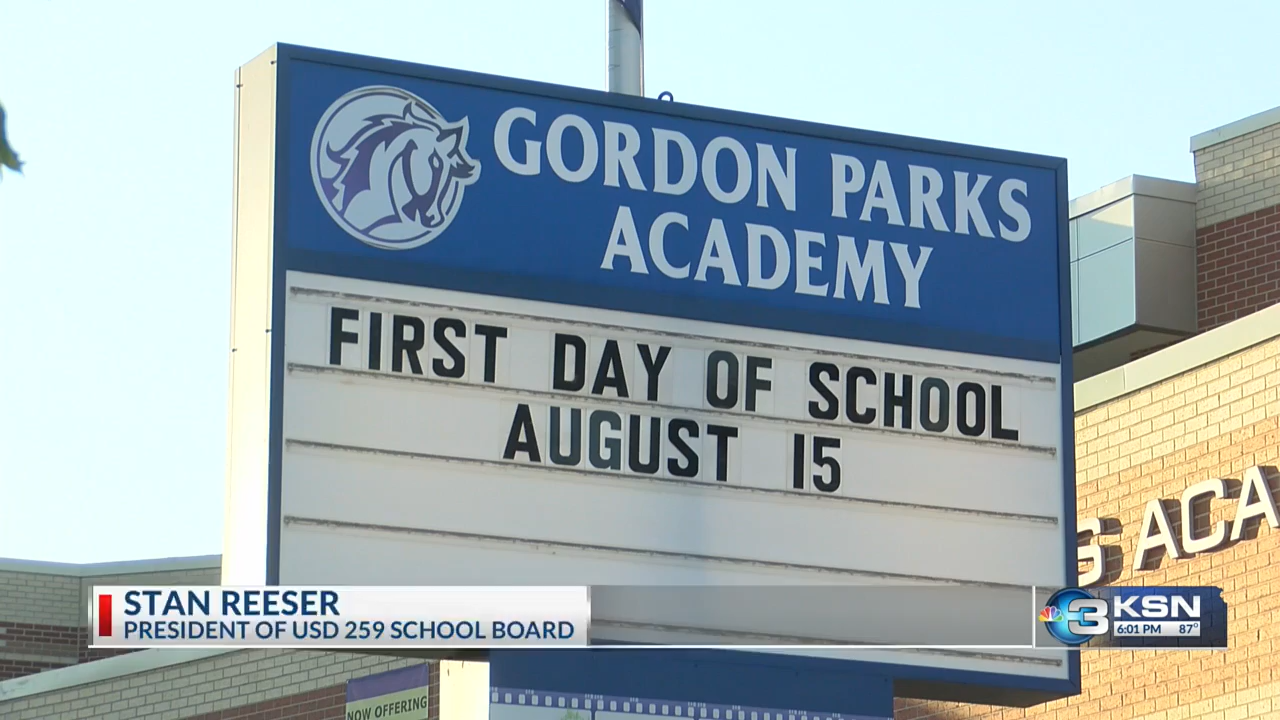 GORDON PARKS
ACADEMY
FIRST DAY OF SCHOOL
AUGUST 15
S ACA
STAN REESER
PRESIDENT OF USD 259 SCHOOL BOARD
3 KSN
6:01 PM 87°
NOW OFFERING